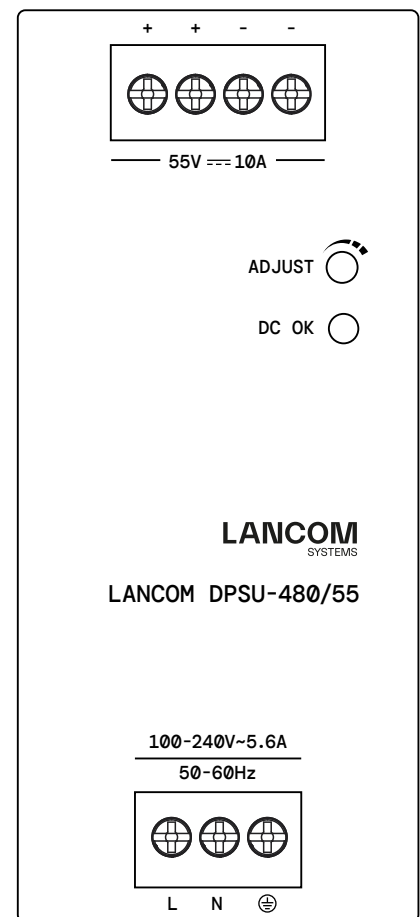 + + - -
55V ⎓ 10A
ADJUST
DC OK
LANCOM
SYSTEMS
LANCOM DPSU-480/55
100-240V~5.6A
50-60Hz
L N